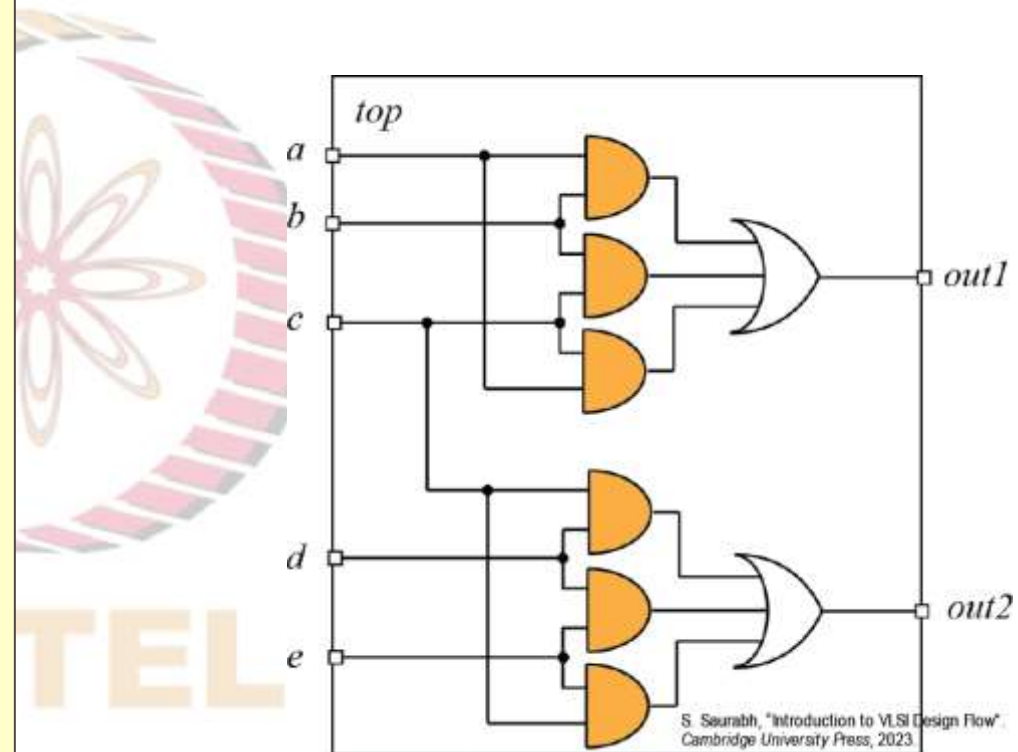 top
a
b
c
out1
d
e
out2
TEL
S. Saurabh, "Introduction to VLSI Design Flow".
Cambridge University Press, 2023.